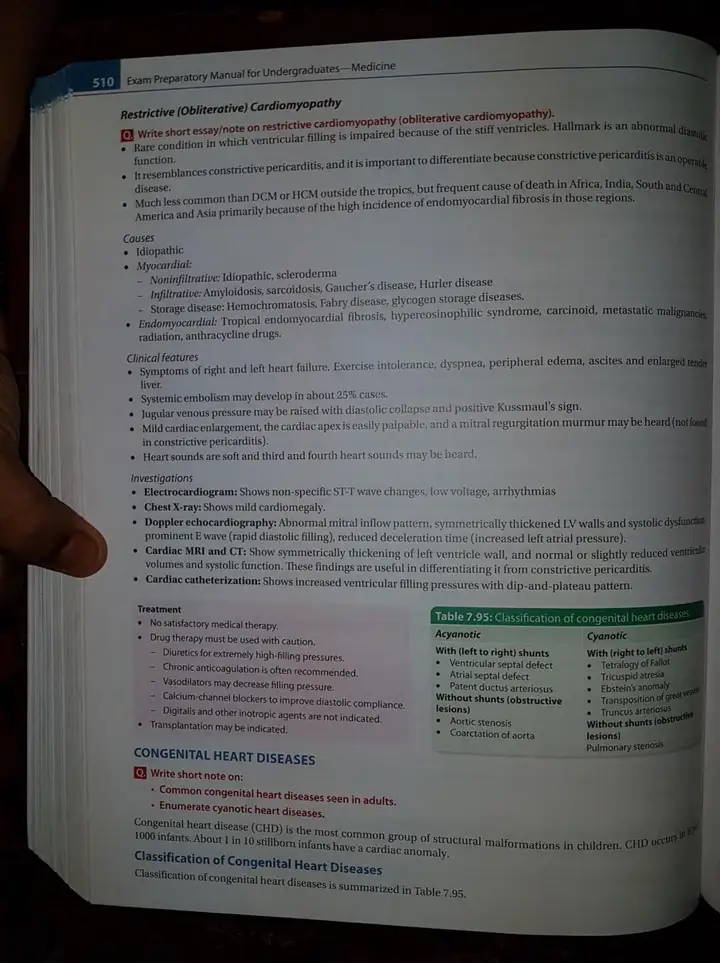 510 Exam Preparatory Manual for Undergraduates—Medicine
Restrictive (Obliterative) Cardiomyopathy
Q. Write short essay/note on restrictive cardiomyopathy (obliterative cardiomyopathy).
• Rare condition in which ventricular filling is impaired because of the stiff ventricles. Hallmark is an abnormal diastolic
function.
• It resemblances constrictive pericarditis, and it is important to differentiate because constrictive pericarditis is an operable
disease.
• Much less common than DCM or HCM outside the tropics, but frequent cause of death in Africa, India, South and Central
America and Asia primarily because of the high incidence of endomyocardial fibrosis in those regions.
Causes
• Idiopathic
• Myocardial:
– Noninfiltrative: Idiopathic, scleroderma
– Infiltrative: Amyloidosis, sarcoidosis, Gaucher's disease, Hurler disease
– Storage disease: Hemochromatosis, Fabry disease, glycogen storage diseases.
• Endomyocardial: Tropical endomyocardial fibrosis, hypereosinophilic syndrome, carcinoid, metastatic malignancies,
radiation, anthracycline drugs.
Clinical features
• Symptoms of right and left heart failure. Exercise intolerance, dyspnea, peripheral edema, ascites and enlarged tender
liver.
• Systemic embolism may develop in about 25% cases.
• Jugular venous pressure may be raised with diastolic collapse and positive Kussmaul's sign.
• Mild cardiac enlargement, the cardiac apex is easily palpable, and a mitral regurgitation murmur may be heard (not found
in constrictive pericarditis).
• Heart sounds are soft and third and fourth heart sounds may be heard.
Investigations
• Electrocardiogram: Shows non-specific ST-T wave changes, low voltage, arrhythmias
• Chest X-ray: Shows mild cardiomegaly.
• Doppler echocardiography: Abnormal mitral inflow pattern, symmetrically thickened LV walls and systolic dysfunction
prominent E wave (rapid diastolic filling), reduced deceleration time (increased left atrial pressure).
• Cardiac MRI and CT: Show symmetrically thickening of left ventricle wall, and normal or slightly reduced ventricular
volumes and systolic function. These findings are useful in differentiating it from constrictive pericarditis.
• Cardiac catheterization: Shows increased ventricular filling pressures with dip-and-plateau pattern.
Treatment
• No satisfactory medical therapy.
• Drug therapy must be used with caution.
– Diuretics for extremely high-filling pressures.
– Chronic anticoagulation is often recommended.
– Vasodilators may decrease filling pressure.
– Calcium-channel blockers to improve diastolic compliance.
– Digitalis and other inotropic agents are not indicated.
• Transplantation may be indicated.
Table 7.95: Classification of congenital heart diseases
Acyanotic
With (left to right) shunts
• Ventricular septal defect
• Atrial septal defect
• Patent ductus arteriosus
Without shunts (obstructive
lesions)
• Aortic stenosis
• Coarctation of aorta
Cyanotic
With (right to left) shunts
• Tetralogy of Fallot
• Tricuspid atresia
• Ebstein's anomaly
• Transposition of great vessels
• Truncus arteriosus
Without shunts (obstructive
lesions)
Pulmonary stenosis
CONGENITAL HEART DISEASES
Q. Write short note on:
• Common congenital heart diseases seen in adults.
• Enumerate cyanotic heart diseases.
Congenital heart disease (CHD) is the most common group of structural malformations in children. CHD occurs in
1000 infants. About 1 in 10 stillborn infants have a cardiac anomaly.
Classification of Congenital Heart Diseases
Classification of congenital heart diseases is summarized in Table 7.95.